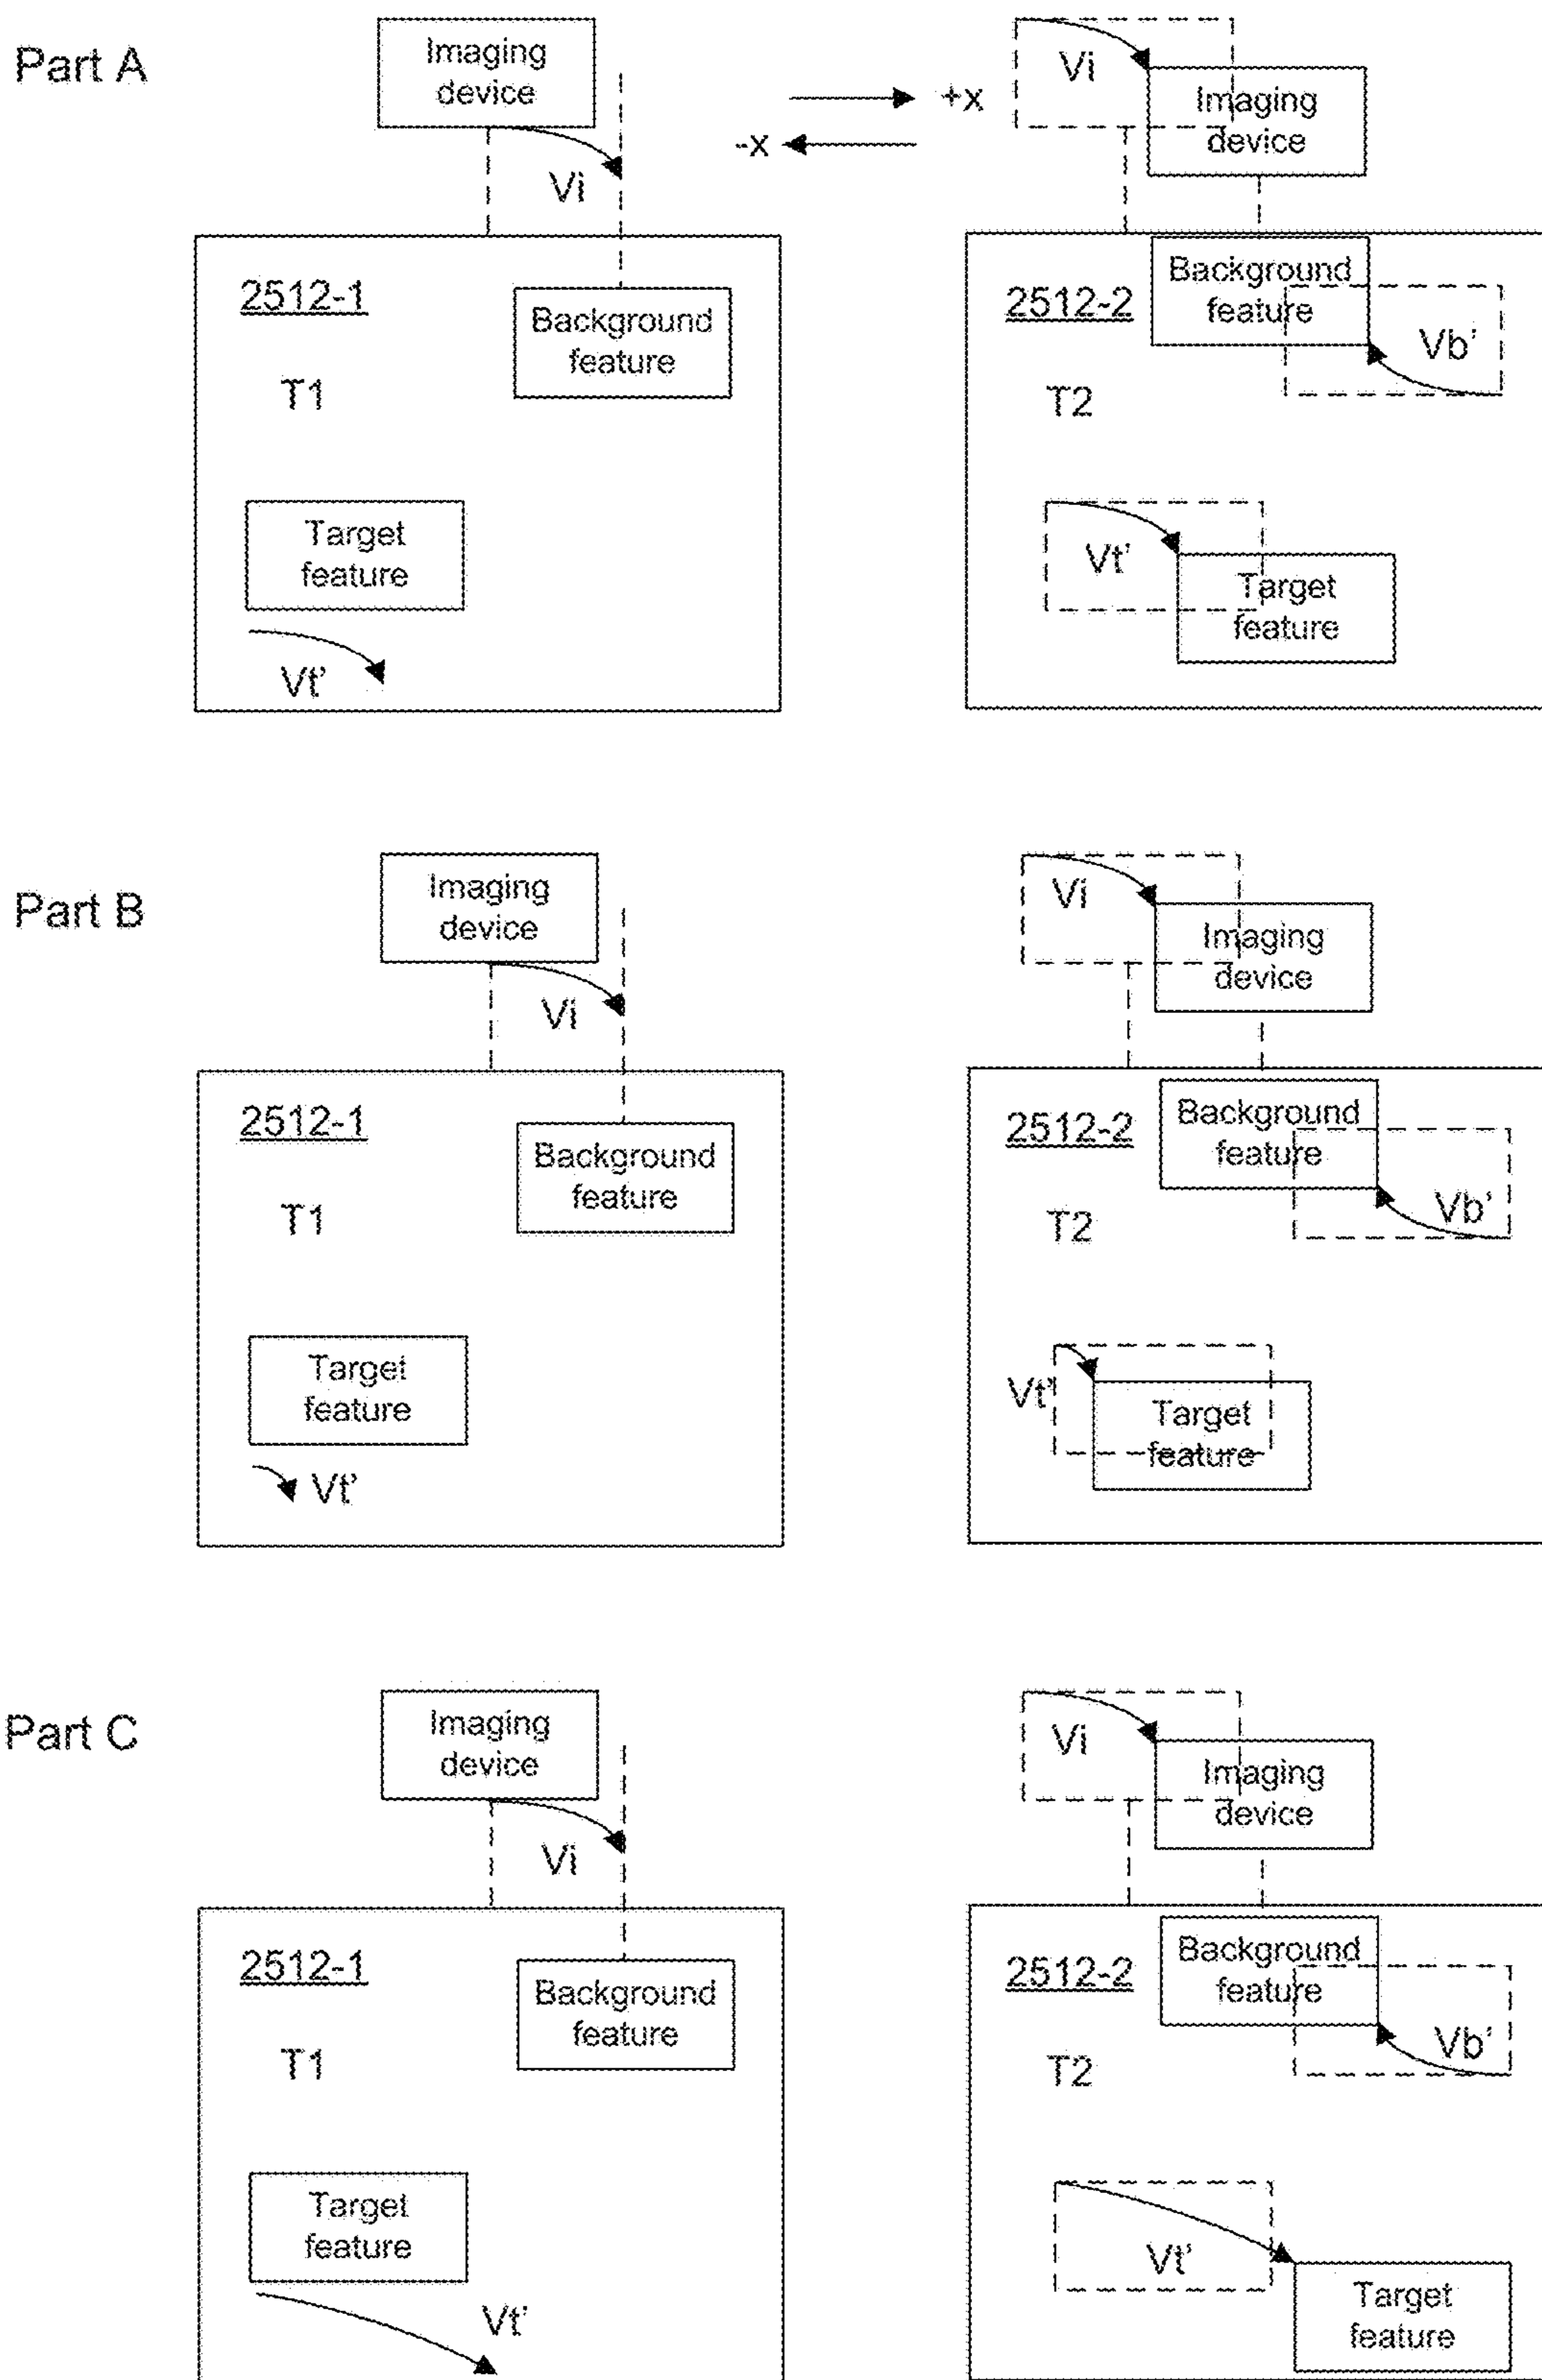 Part A
Imaging
device
Vi
+x
-x
Vi
Imaging
device
2512-1
Background
feature
T1
Target
feature
Vt'
Background
feature
2512-2
Vb'
T2
Vt'
Target
feature
Part B
Imaging
device
Vi
Vi
Imaging
device
2512-1
Background
feature
T1
Target
feature
Vt'
Background
feature
2512-2
Vb'
T2
Vt'
Target
feature
Part C
Imaging
device
Vi
Vi
Imaging
device
2512-1
Background
feature
T1
Target
feature
Vt'
Background
feature
2512-2
Vb'
T2
Vt'
Target
feature